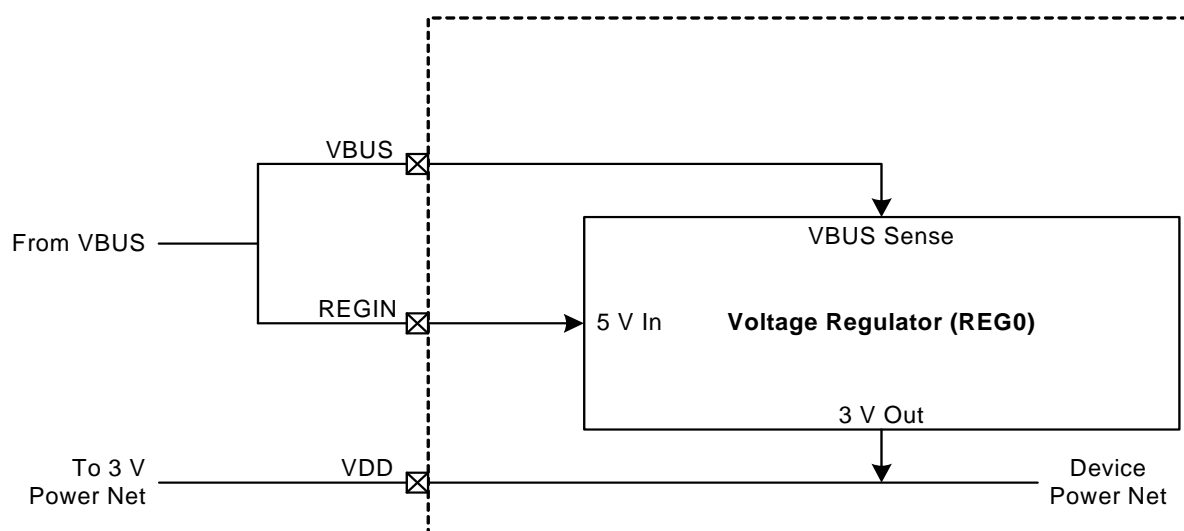 VBUS
From VBUS
VBUS Sense
REGIN
5 V In
Voltage Regulator (REG0)
3 V Out
To 3 V
Power Net
VDD
Device
Power Net